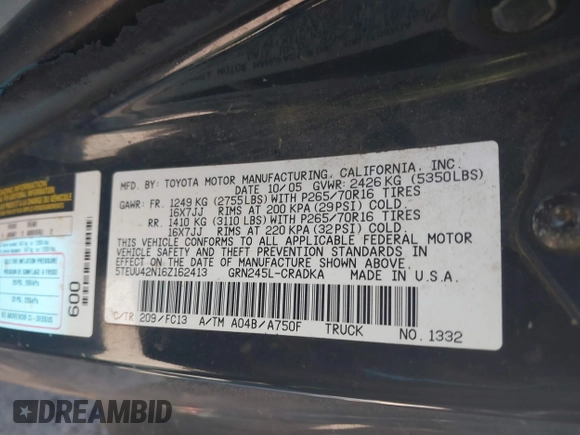 MFD. BY: TOYOTA MOTOR MANUFACTURING, CALIFORNIA, INC.
10/05 GVWR: 2426 KG (5350LBS)
GAWR: FR. 1249 KG (2755LBS) WITH P265/70R16 TIRES
16X7JJ RIMS AT 200 KPA (29 PSI) COLD.
RR. 1410 KG (3110 LBS) WITH P265/70R16 TIRES
16X7JJ RIMS AT 220 KPA (32 PSI) COLD.
THIS VEHICLE CONFORMS TO ALL APPLICABLE FEDERAL MOTOR
VEHICLE SAFETY AND THEFT PREVENTION STANDARDS IN
EFFECT ON THE DATE OF MANUFACTURE SHOWN ABOVE.
5TEUU42N16Z162413 GRN245L-CRADKA MADE IN U.S.A.
C/TR 209/FC13 A/TM A04B/A750F TRUCK NO. 1332
600
DREAMBID